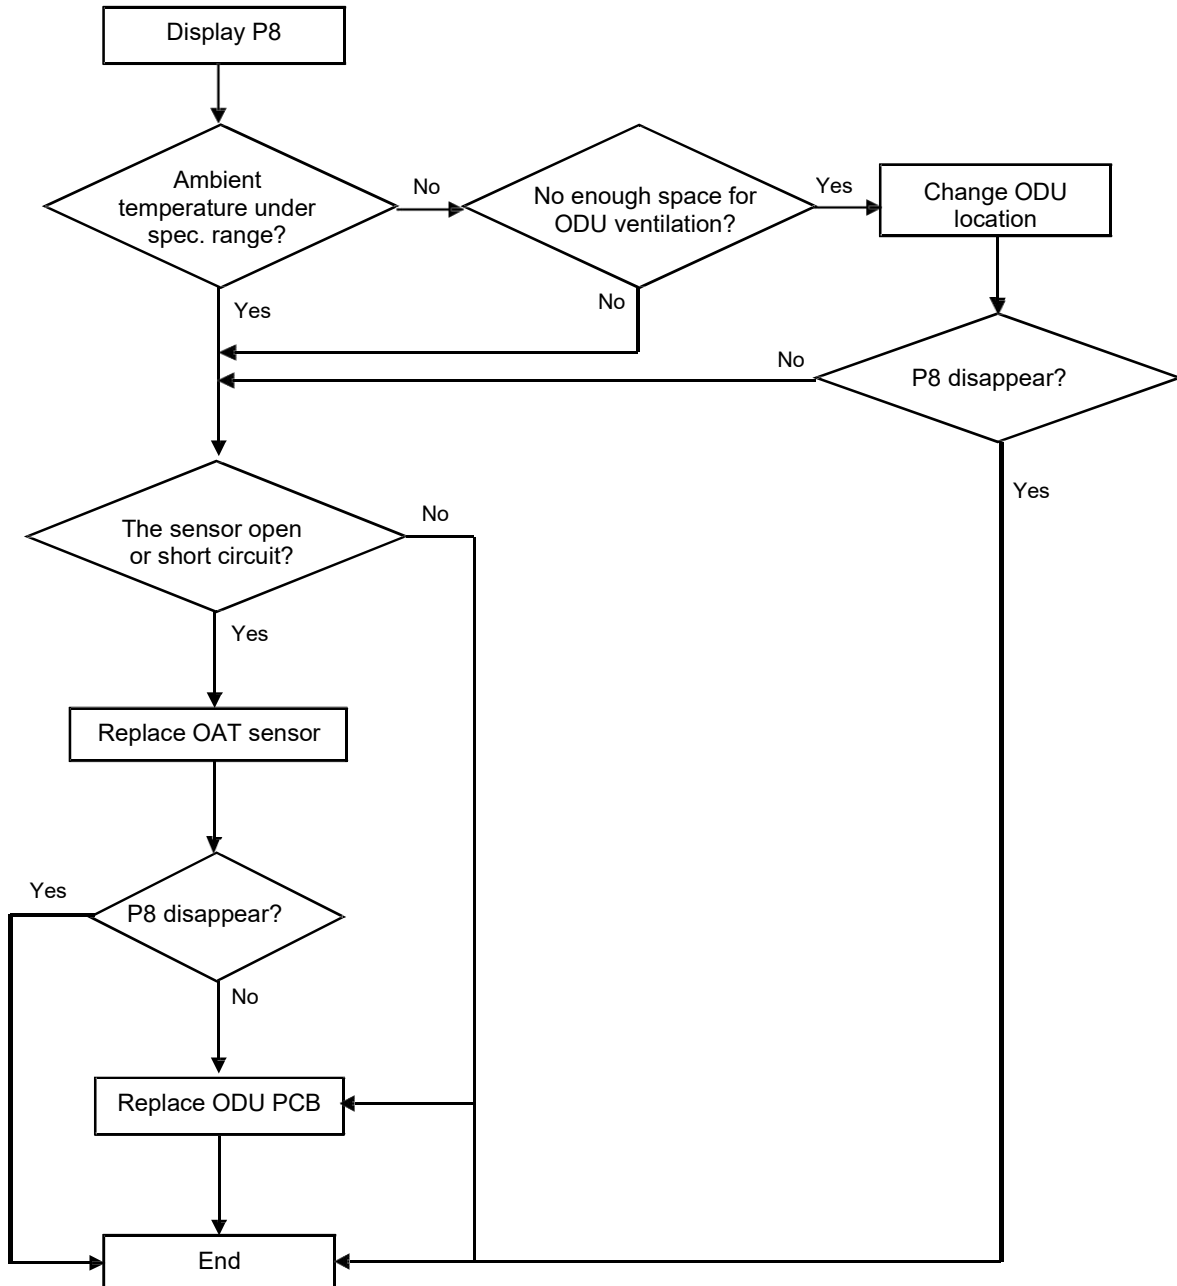 Display P8
Ambient
temperature under
spec. range?
No
No enough space for
ODU ventilation?
Yes
Change ODU
location
Yes
No
No
P8 disappear?
Yes
The sensor open
or short circuit?
No
Yes
Replace OAT sensor
Yes
P8 disappear?
No
Replace ODU PCB
End